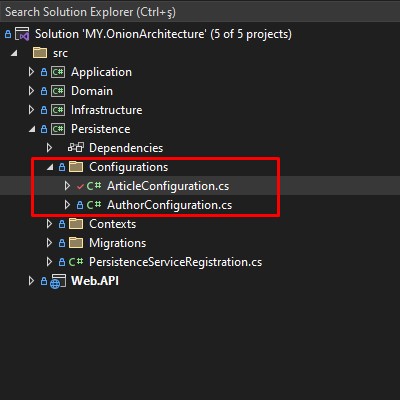 Search Solution Explorer (Ctrl+ş)
Solution 'MY.OnionArchitecture' (5 of 5 projects)
src
C# Application
C# Domain
C# Infrastructure
C# Persistence
Dependencies
Configurations
C# ArticleConfiguration.cs
C# AuthorConfiguration.cs
Contexts
Migrations
C# PersistenceServiceRegistration.cs
Web.API